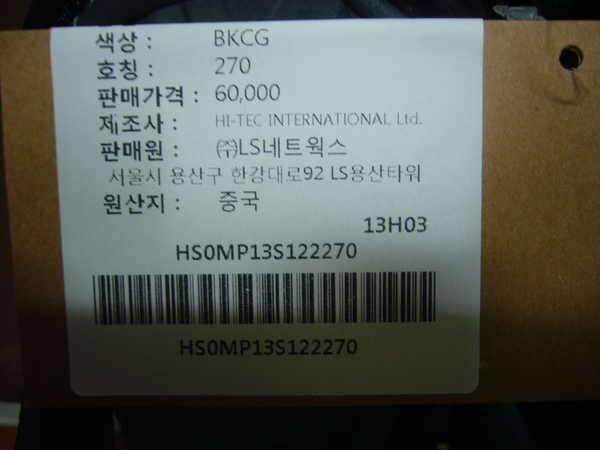 색상 : BKCG
호칭 : 270
판매가격 : 60,000
제조사 : HI-TEC INTERNATIONAL Ltd.
판매원 : ㈜LS네트웍스
서울시 용산구 한강대로92 LS용산타워
원산지 : 중국
13H03
HS0MP13S122270
HS0MP13S122270